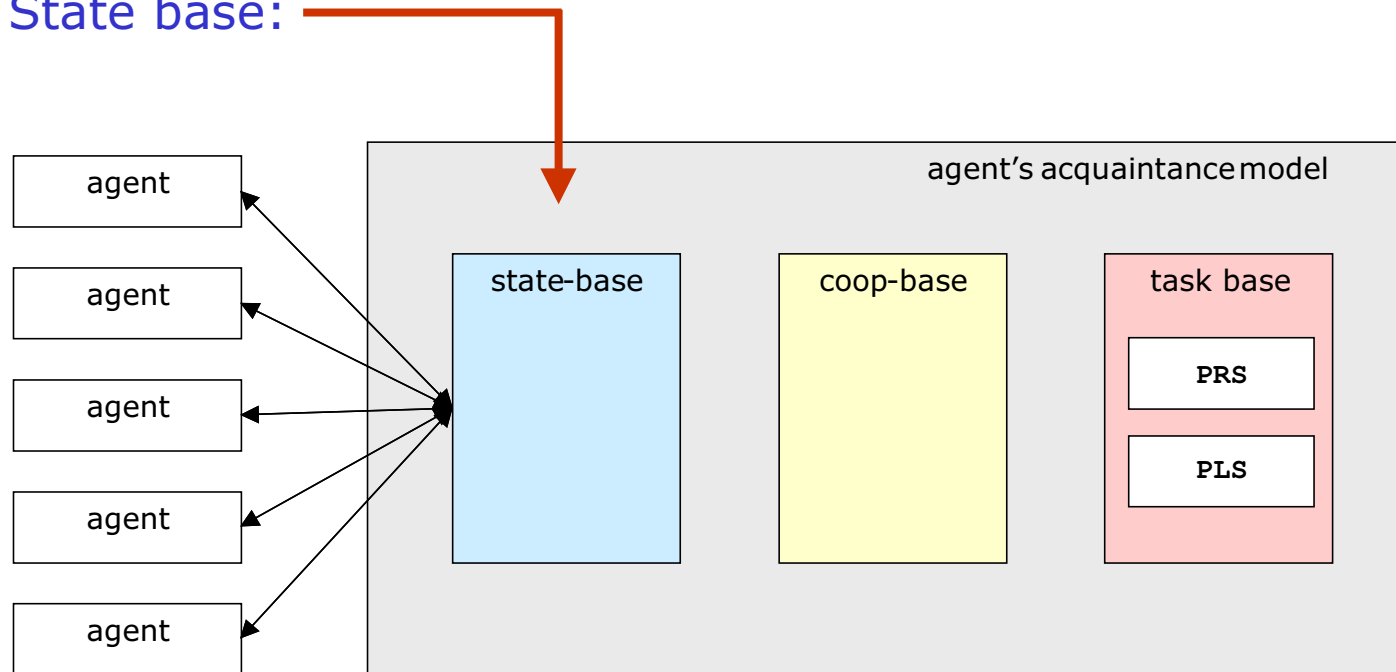 State base:
agent's acquaintance model
agent
agent
agent
agent
agent
state-base
coop-base
task base
PRS
PLS